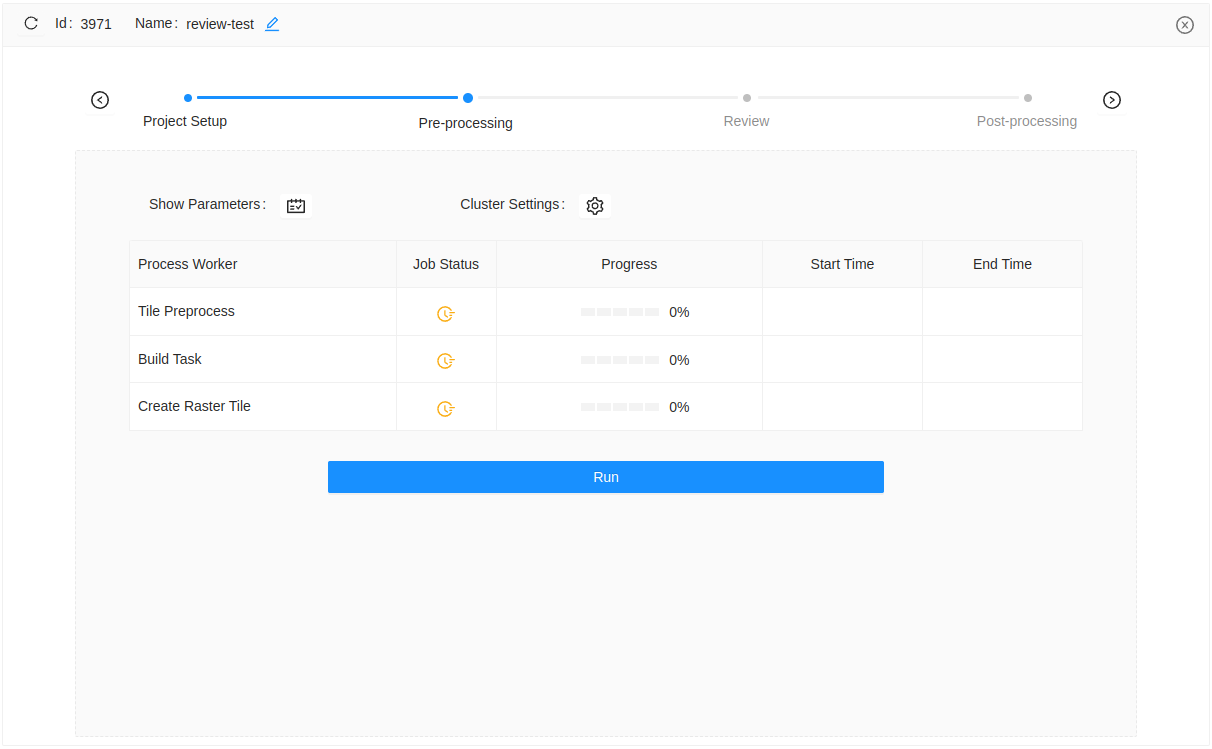 Id: 3971 Name: review-test
Project Setup Pre-processing Review Post-processing
Show Parameters: Cluster Settings:
Process Worker Job Status Progress Start Time End Time
Tile Preprocess 0%
Build Task 0%
Create Raster Tile 0%
Run